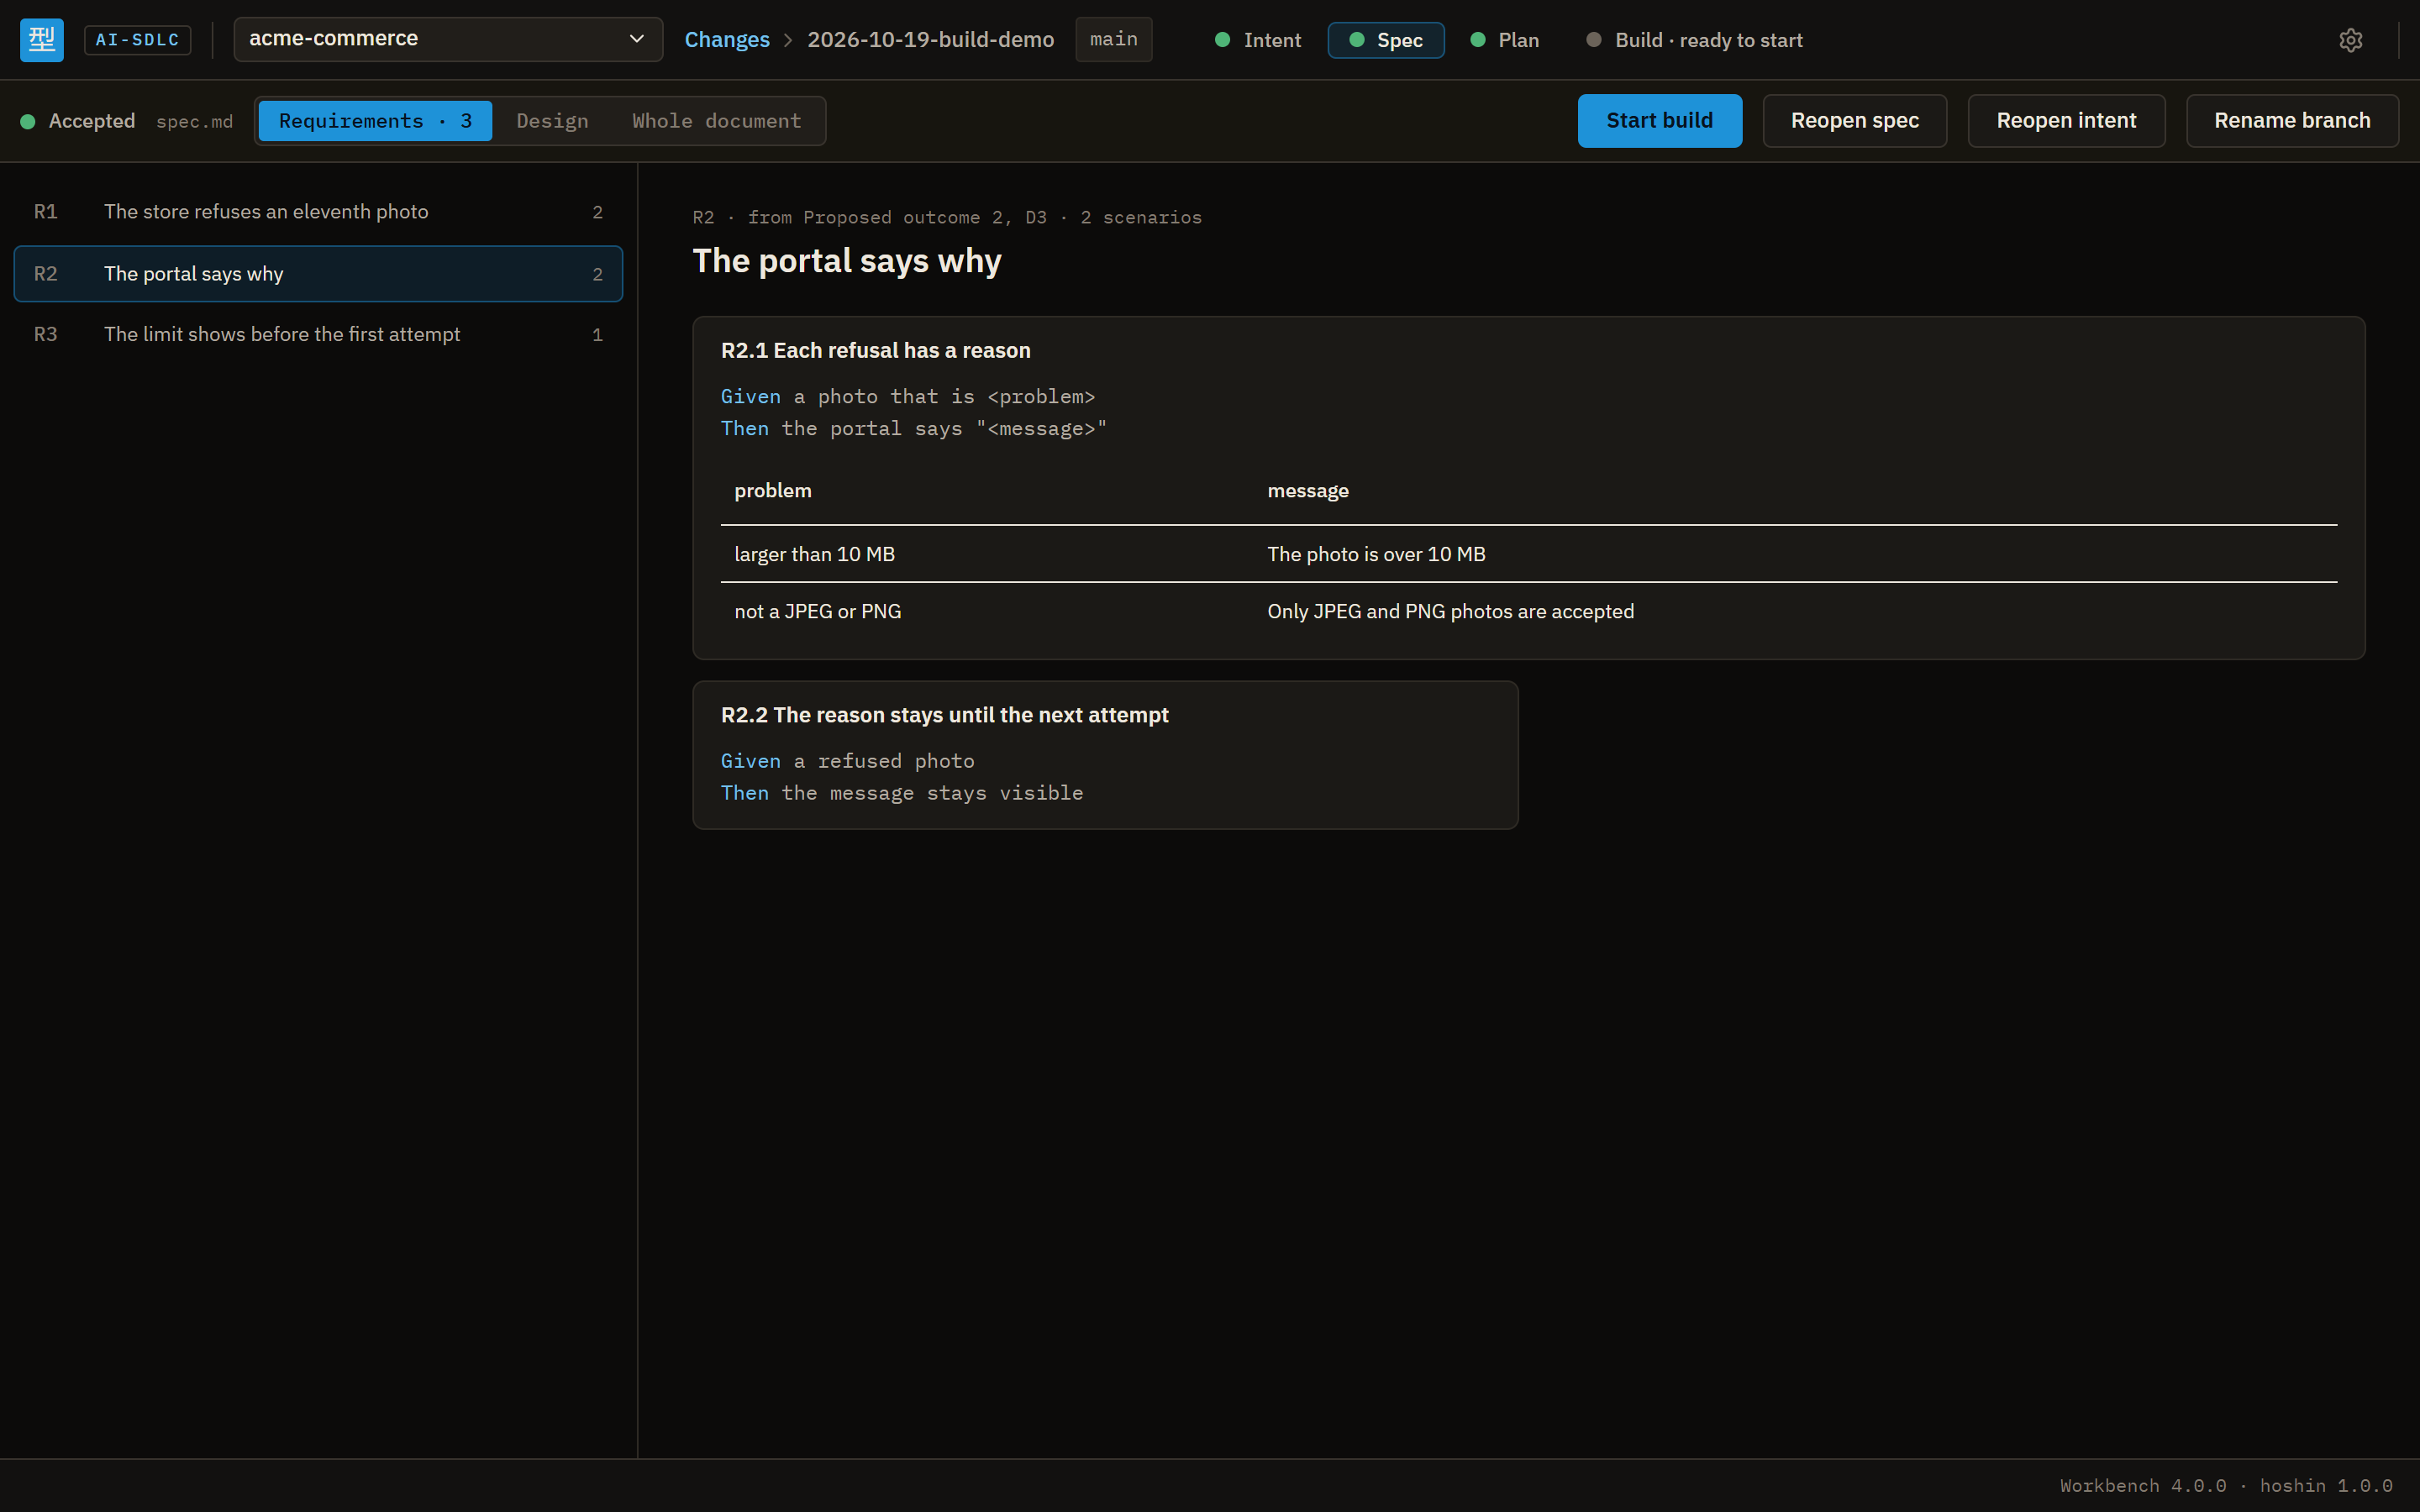 型 AI-SDLC acme-commerce Changes > 2026-10-19-build-demo main Intent Spec Plan Build · ready to start
Accepted spec.md Requirements · 3 Design Whole document Start build Reopen spec Reopen intent Rename branch
R1 The store refuses an eleventh photo 2
R2 The portal says why 2
R3 The limit shows before the first attempt 1
R2 · from Proposed outcome 2, D3 · 2 scenarios
The portal says why
R2.1 Each refusal has a reason
Given a photo that is <problem>
Then the portal says "<message>"
problem message
larger than 10 MB The photo is over 10 MB
not a JPEG or PNG Only JPEG and PNG photos are accepted
R2.2 The reason stays until the next attempt
Given a refused photo
Then the message stays visible
Workbench 4.0.0 · hoshin 1.0.0